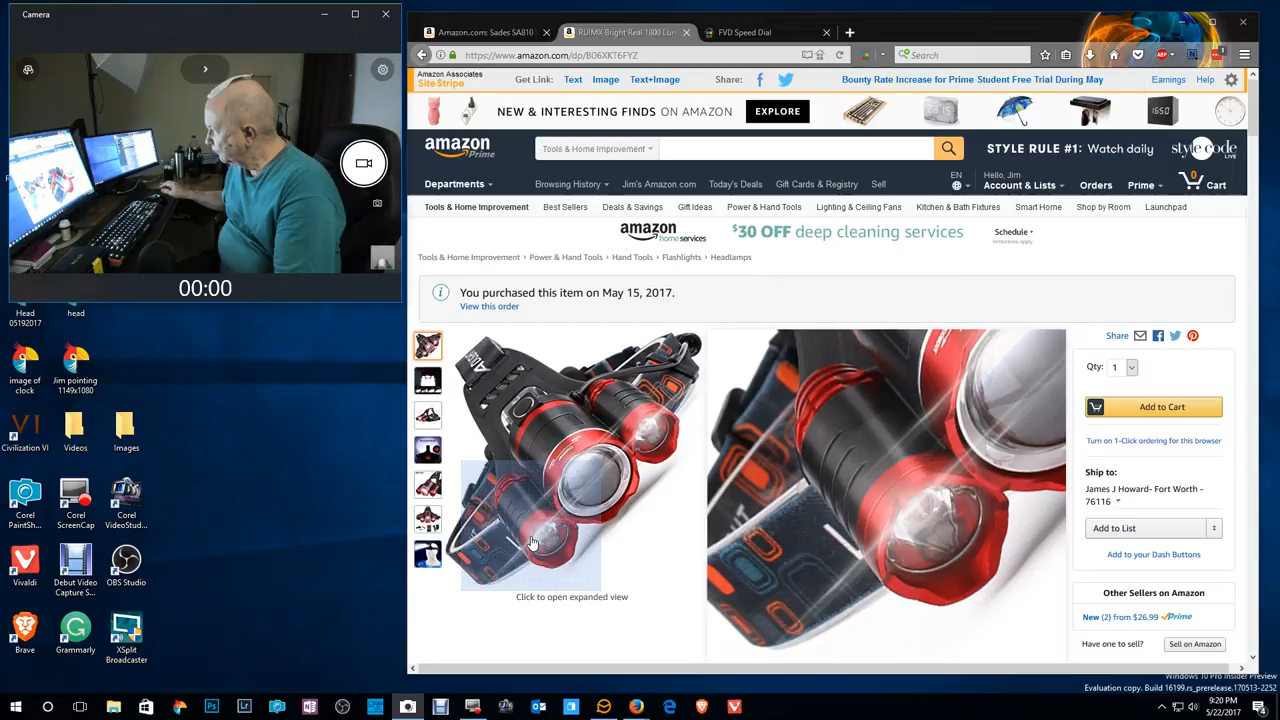 Camera
00:00
Head
05192017
head
image of
clock
Jim pointing
1149x1080
Civilization VI
Videos
Images
Corel
PaintSh...
Corel
ScreenCap
Corel
VideoStud...
Vivaldi
Debut Video
Capture S...
OBS Studio
Brave
Grammarly
XSplit
Broadcaster
Amazon.com: Sades SA810
RUIMX Bright Real 1800 Lum
FVD Speed Dial
https://www.amazon.com/dp/B06XKT6FYZ
Search
Amazon Associates
Site Stripe
Get Link: Text Image Text+Image Share:
Bounty Rate Increase for Prime Student Free Trial During May
Earnings Help
NEW & INTERESTING FINDS ON AMAZON EXPLORE
amazon
Prime
Tools & Home Improvement
STYLE RULE #1: Watch daily
style code
LIVE
Departments
Browsing History Jim's Amazon.com Today's Deals Gift Cards & Registry Sell
EN
Hello, Jim
Account & Lists
Orders
Prime
0
Cart
Tools & Home Improvement Best Sellers Deals & Savings Gift Ideas Power & Hand Tools Lighting & Ceiling Fans Kitchen & Bath Fixtures Smart Home Shop by Room Launchpad
amazon
home services
$30 OFF deep cleaning services
Schedule
Restrictions apply
Tools & Home Improvement › Power & Hand Tools › Hand Tools › Flashlights › Headlamps
You purchased this item on May 15, 2017.
View this order
Click to open expanded view
Share
Qty: 1
Add to Cart
Turn on 1-Click ordering for this browser
Ship to:
James J Howard- Fort Worth -
76116
Add to List
Add to your Dash Buttons
Other Sellers on Amazon
New (2) from $26.99 Prime
Have one to sell?
Sell on Amazon
Windows 10 Pro Insider Preview
Evaluation copy. Build 16199.rs_prerelease.170513-2252
9:20 PM
5/22/2017